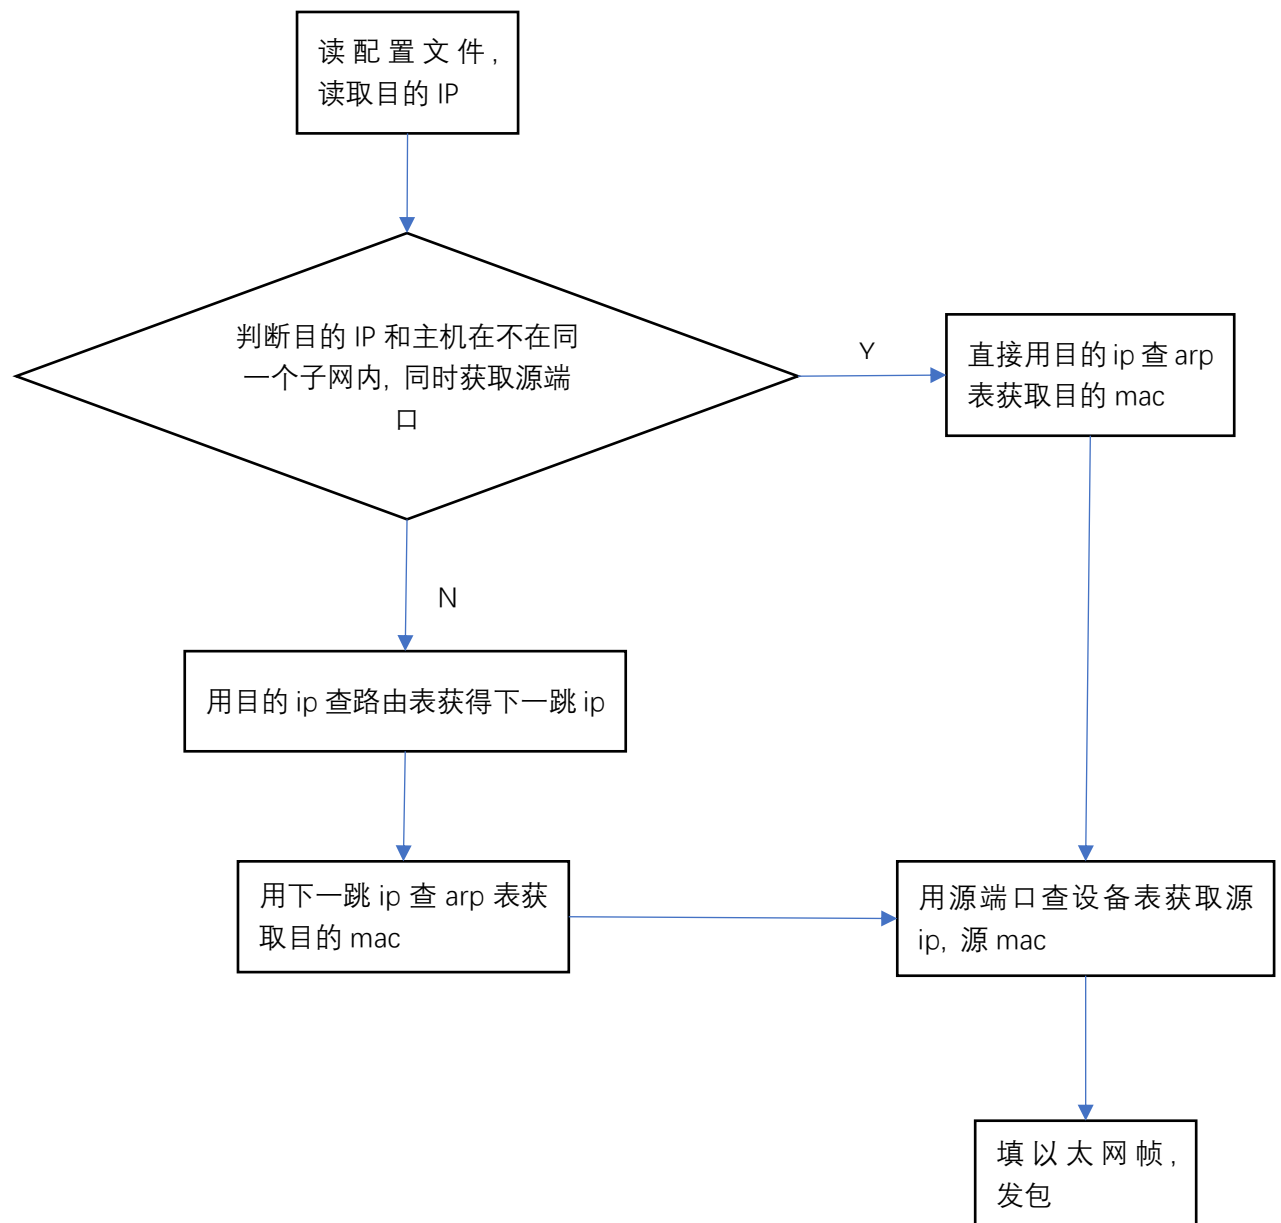 读配置文件,
读取目的 IP
判断目的 IP 和主机在不在同
一个子网内, 同时获取源端
口
Y
直接用目的 ip 查 arp
表获取目的 mac
N
用目的 ip 查路由表获得下一跳 ip
用下一跳 ip 查 arp 表获
取目的 mac
用源端口查设备表获取源
ip, 源 mac
填以太网帧,
发包